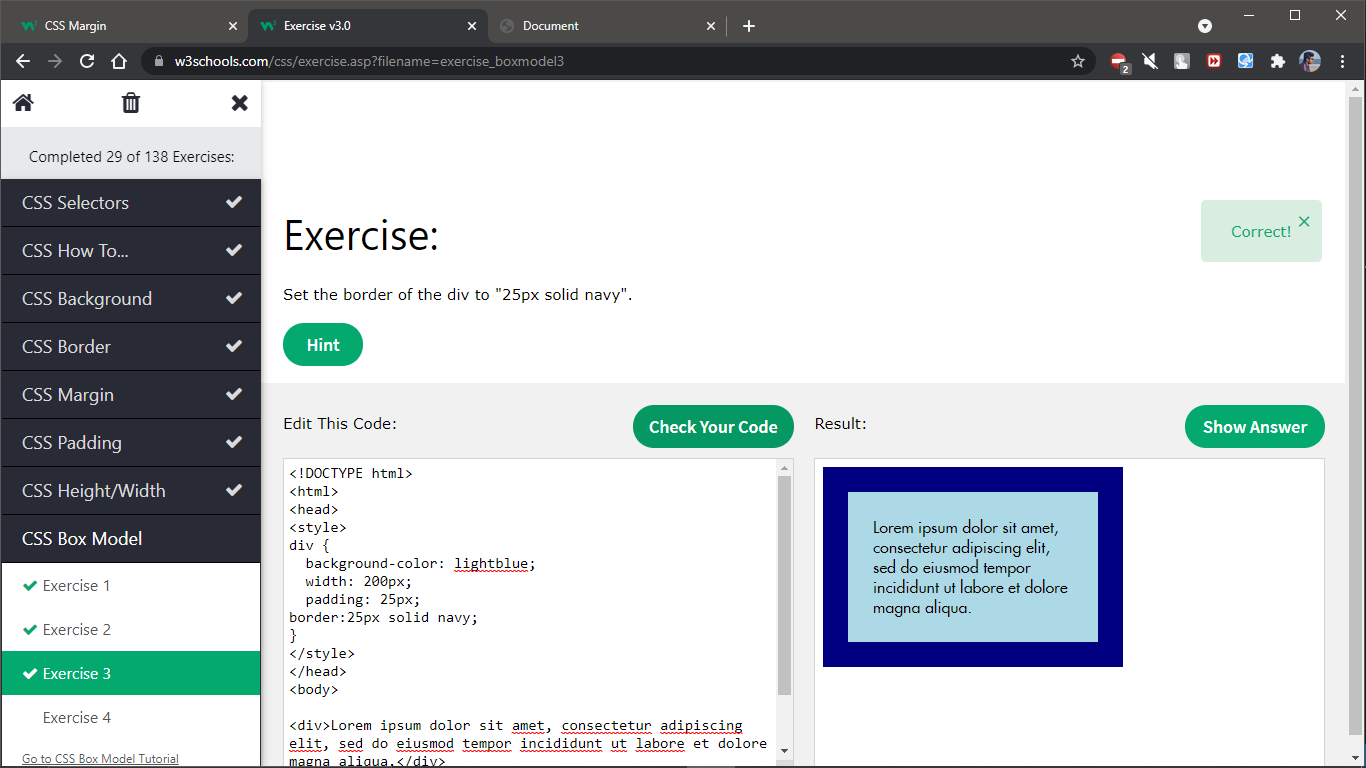 CSS Margin
Exercise v3.0
Document
w3schools.com/css/exercise.asp?filename=exercise_boxmodel3
2
Completed 29 of 138 Exercises:
CSS Selectors
CSS How To...
CSS Background
CSS Border
CSS Margin
CSS Padding
CSS Height/Width
CSS Box Model
Exercise 1
Exercise 2
Exercise 3
Exercise 4
Go to CSS Box Model Tutorial
Exercise:
Correct!
Set the border of the div to "25px solid navy".
Hint
Edit This Code:
Check Your Code
<!DOCTYPE html>
<html>
<head>
<style>
div {
  background-color: lightblue;
  width: 200px;
  padding: 25px;
border:25px solid navy;
}
</style>
</head>
<body>
<div>Lorem ipsum dolor sit amet, consectetur adipiscing
elit, sed do eiusmod tempor incididunt ut labore et dolore
magna aliqua.</div>
Result:
Show Answer
Lorem ipsum dolor sit amet,
consectetur adipiscing elit,
sed do eiusmod tempor
incididunt ut labore et dolore
magna aliqua.